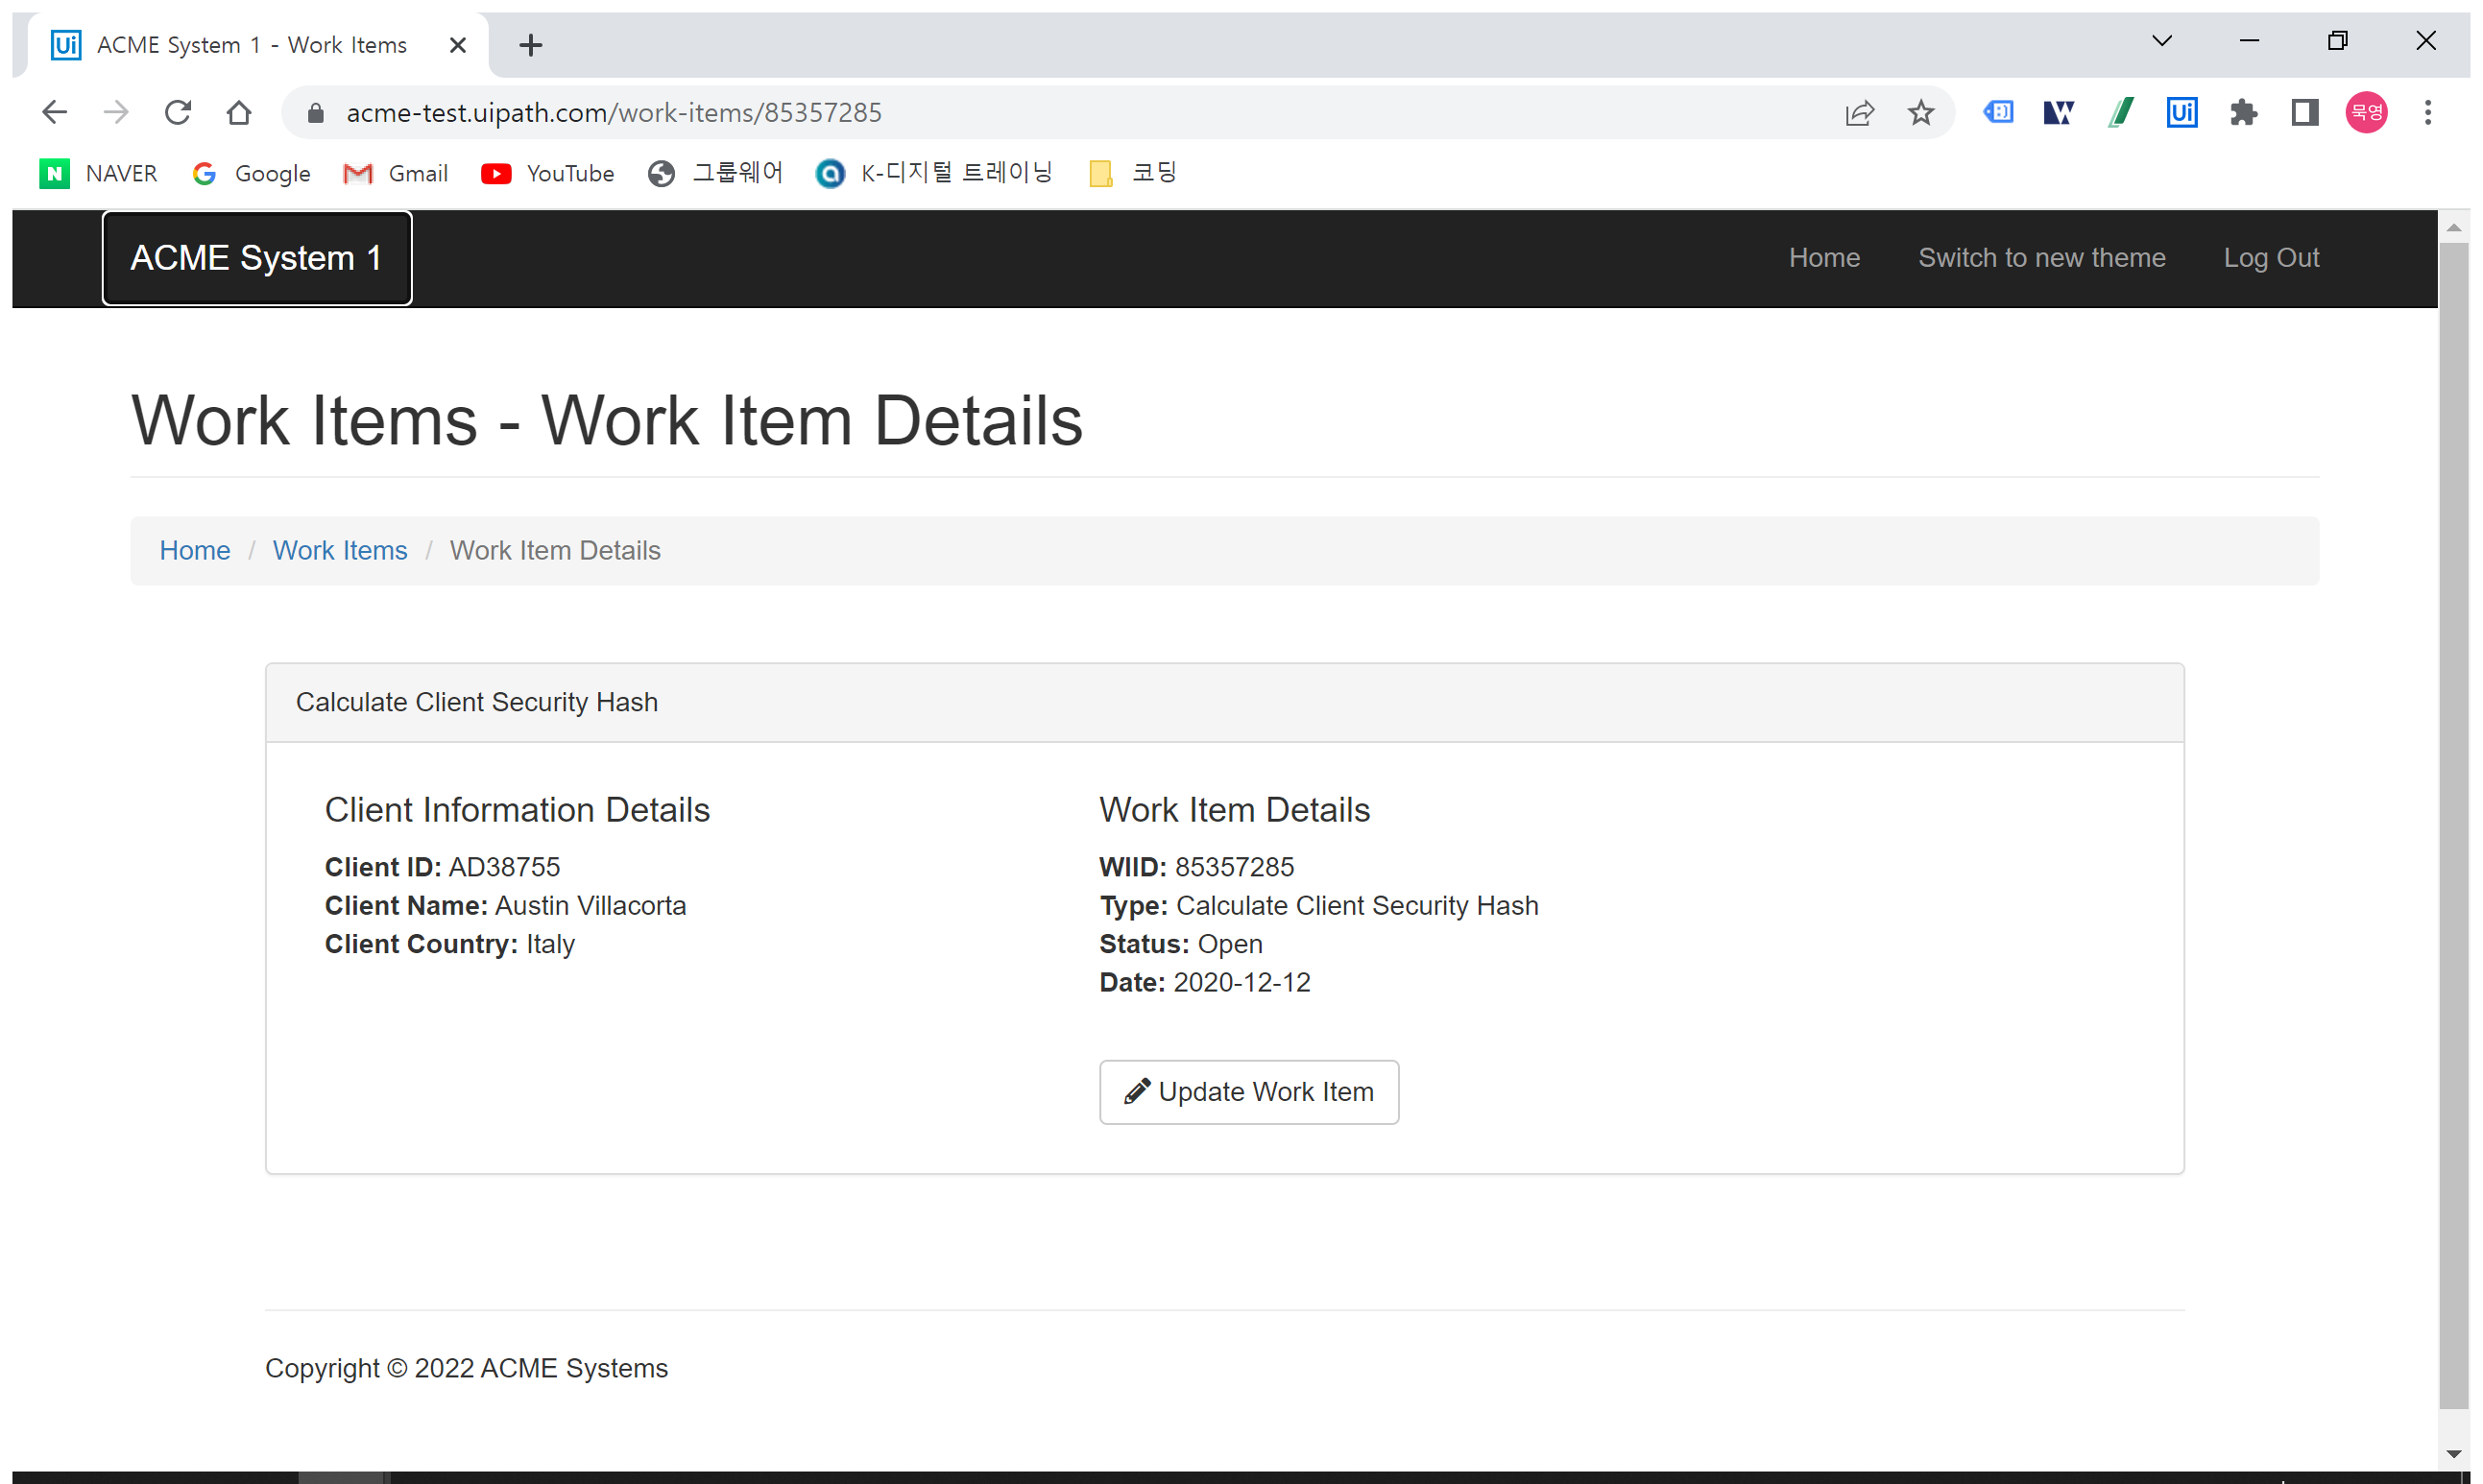 Ui ACME System 1 - Work Items
acme-test.uipath.com/work-items/85357285
Ui 묵영
N NAVER Google Gmail YouTube 그룹웨어 K-디지털 트레이닝 코딩
ACME System 1 Home Switch to new theme Log Out
Work Items - Work Item Details
Home / Work Items / Work Item Details
Calculate Client Security Hash
Client Information Details
Client ID: AD38755
Client Name: Austin Villacorta
Client Country: Italy
Work Item Details
WIID: 85357285
Type: Calculate Client Security Hash
Status: Open
Date: 2020-12-12
Update Work Item
Copyright © 2022 ACME Systems